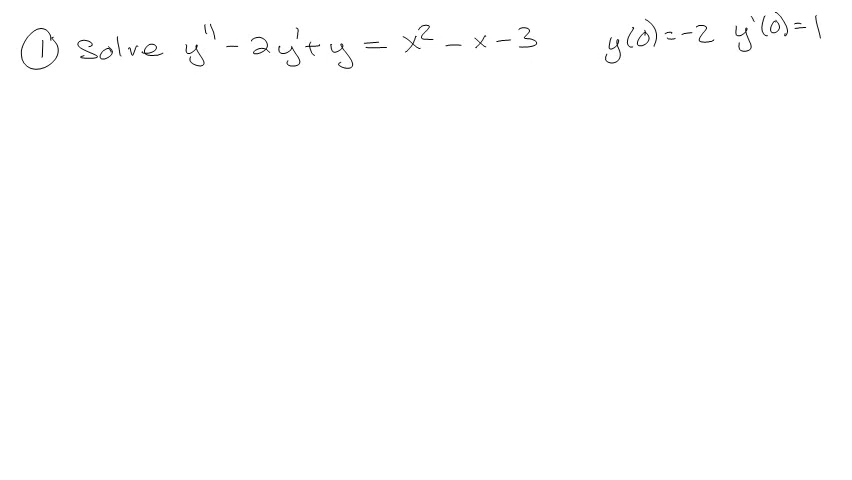 ① Solve y'' - 2y' + y = x² - x - 3 y(0) = -2 y'(0) = 1